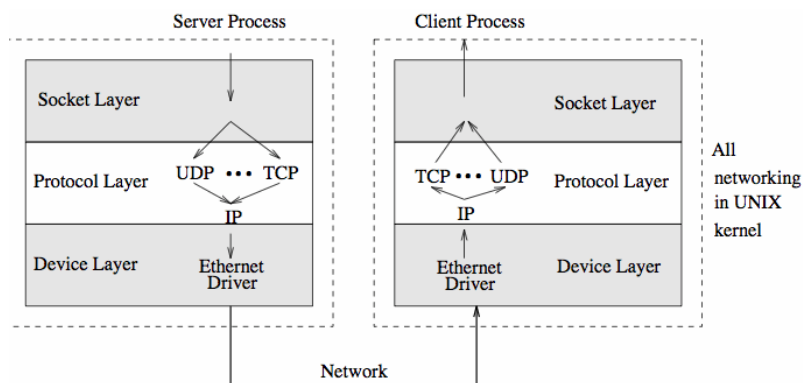 Server Process
Client Process
Socket Layer
UDP ••• TCP
Protocol Layer
IP
Device Layer
Ethernet
Driver
Socket Layer
TCP ••• UDP
Protocol Layer
IP
Ethernet
Driver
Device Layer
All
networking
in UNIX
kernel
Network